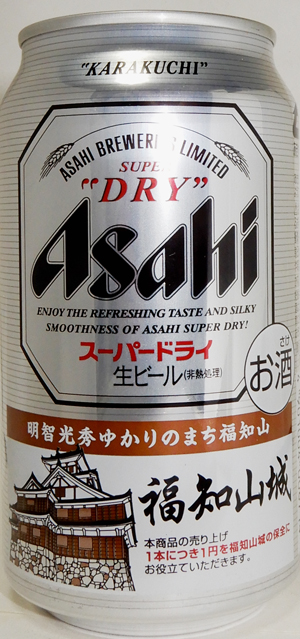 "KARAKUCHI"
ASAHI BREWERIES LIMITED
SUPER
"DRY"
Asahi
ENJOY THE REFRESHING TASTE AND SILKY
SMOOTHNESS OF ASAHI SUPER DRY!
スーパードライ
生ビール(非熱処理)
さけ
お酒
明智光秀ゆかりのまち福知山
福知山城
本商品の売り上げ
1本につき1円を福知山城の保全に
お役立ていただきます。